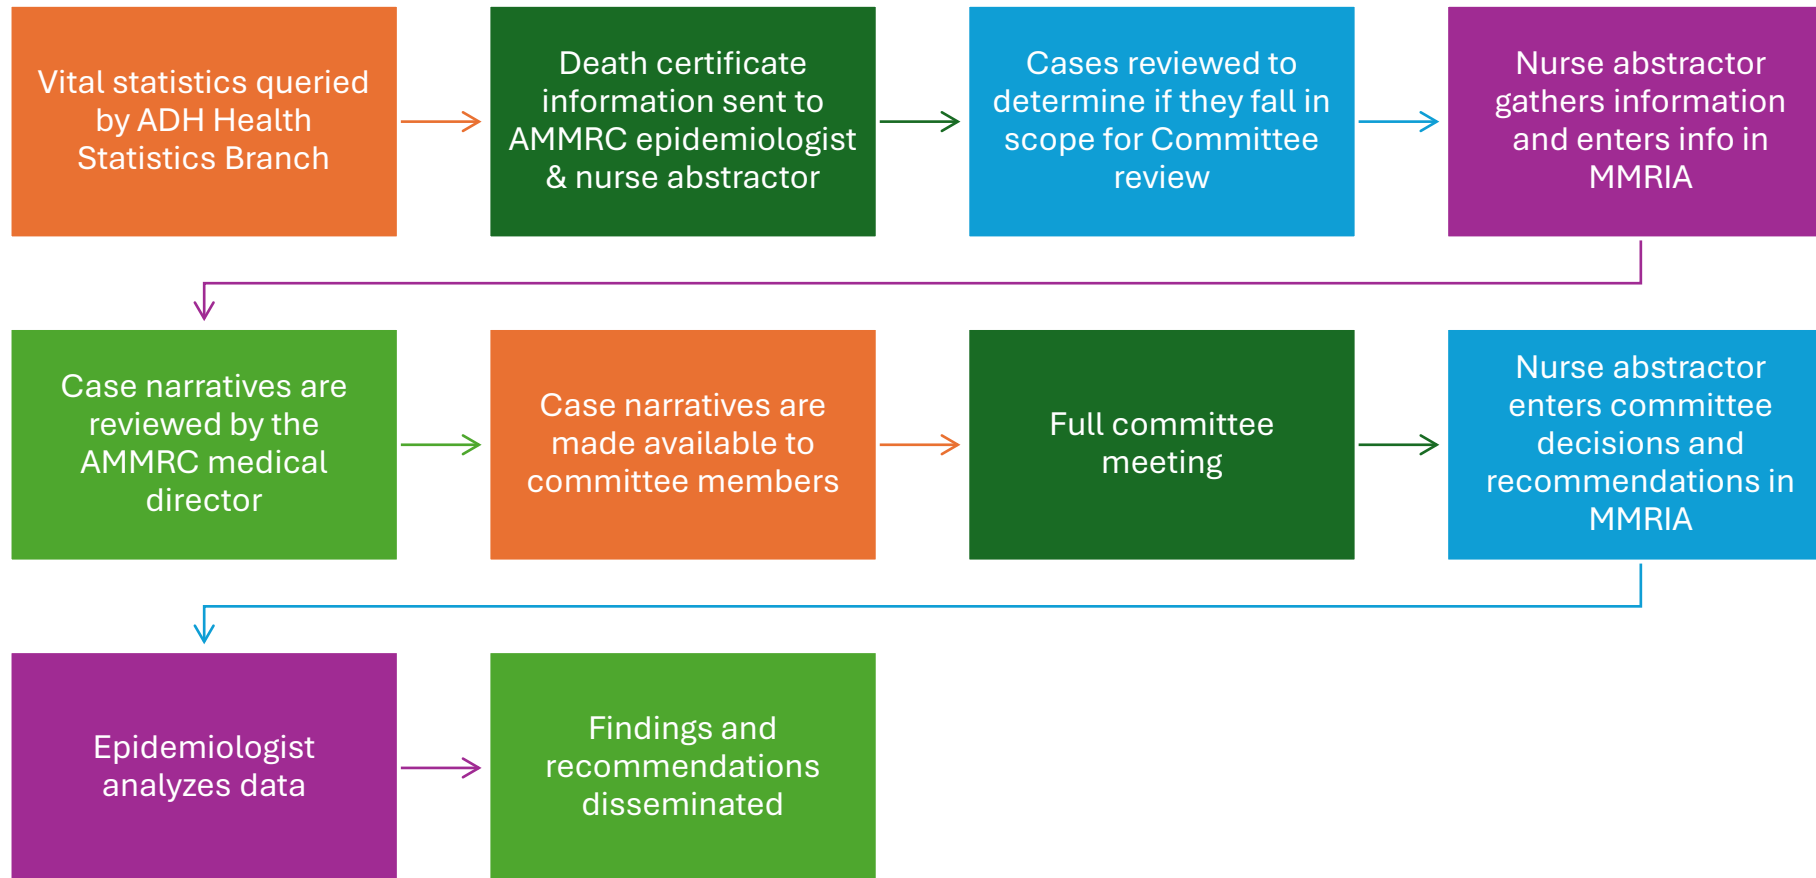 Vital statistics queried
by ADH Health
Statistics Branch
Death certificate
information sent to
AMMRC epidemiologist
& nurse abstractor
Cases reviewed to
determine if they fall in
scope for Committee
review
Nurse abstractor
gathers information
and enters info in
MMRIA
Case narratives are
reviewed by the
AMMRC medical
director
Case narratives are
made available to
committee members
Full committee
meeting
Nurse abstractor
enters committee
decisions and
recommendations in
MMRIA
Epidemiologist
analyzes data
Findings and
recommendations
disseminated